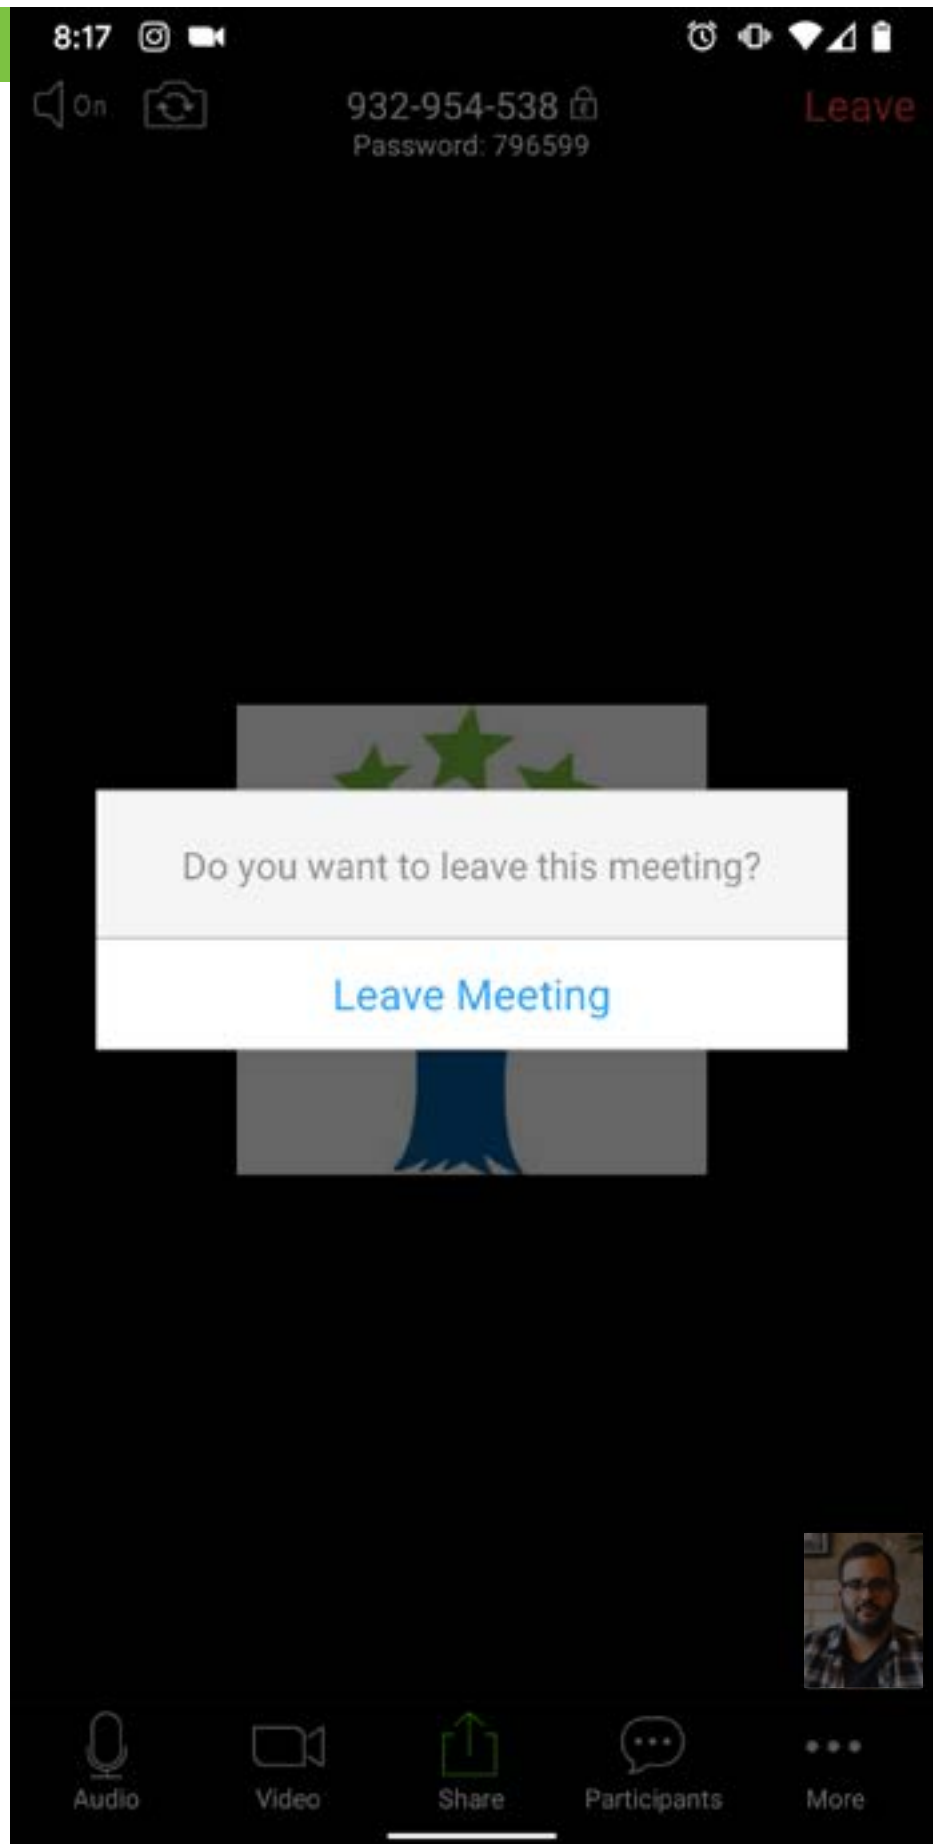 8:17
On
932-954-538
Leave
Password: 796599
Do you want to leave this meeting?
Leave Meeting
Audio
Video
Share
Participants
More